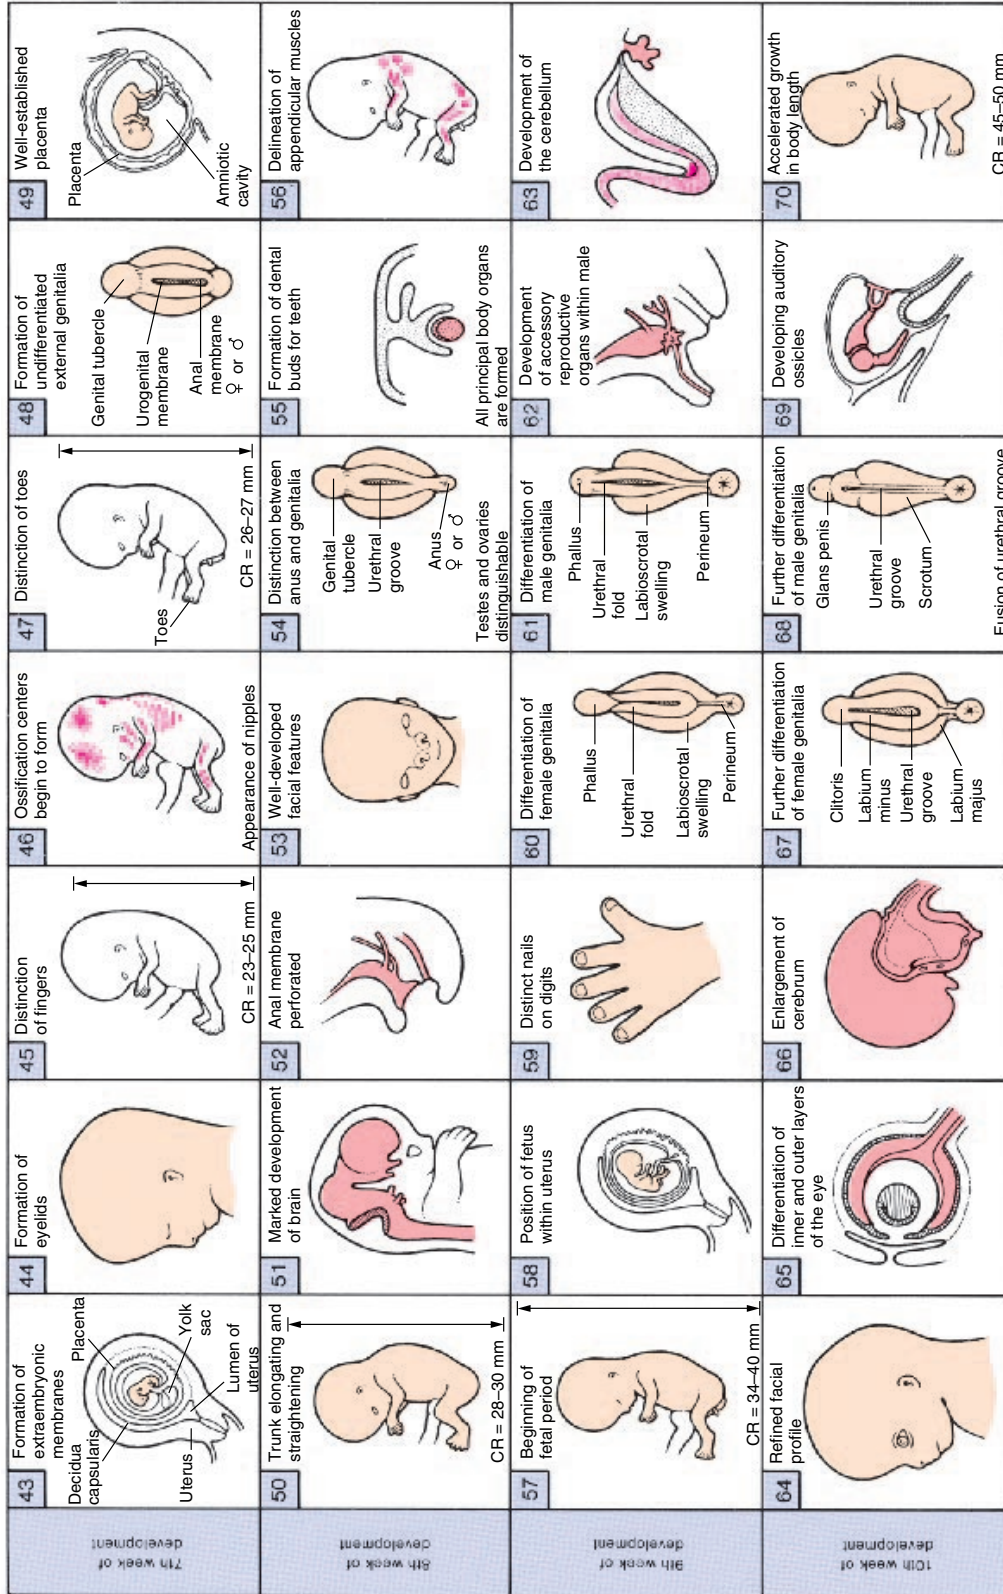 7th week of
development
43
Formation of
extraembryonic
membranes
Decidua
capsularis
Placenta
Yolk
sac
Uterus
Lumen of
uterus
44
Formation of
eyelids
45
Distinction
of fingers
CR = 23–25 mm
46
Ossification centers
begin to form
Appearance of nipples
47
Distinction of toes
Toes
CR = 26–27 mm
48
Formation of
undifferentiated
external genitalia
Genital tubercle
Urogenital
membrane
Anal
membrane
♀ or ♂
49
Well-established
placenta
Placenta
Amniotic
cavity
8th week of
development
50
Trunk elongating and
straightening
CR = 28–30 mm
51
Marked development
of brain
52
Anal membrane
perforated
53
Well-developed
facial features
54
Distinction between
anus and genitalia
Genital
tubercle
Urethral
groove
Anus
♀ or ♂
Testes and ovaries
distinguishable
55
Formation of dental
buds for teeth
All principal body organs
are formed
56
Delineation of
appendicular muscles
9th week of
development
57
Beginning of
fetal period
CR = 34–40 mm
58
Position of fetus
within uterus
59
Distinct nails
on digits
60
Differentiation of
female genitalia
Phallus
Urethral
fold
Labioscrotal
swelling
Perineum
61
Differentiation of
male genitalia
Phallus
Urethral
fold
Labioscrotal
swelling
Perineum
62
Development
of accessory
reproductive
organs within male
63
Development of
the cerebellum
10th week of
development
64
Refined facial
profile
65
Differentiation of
inner and outer layers
of the eye
66
Enlargement of
cerebrum
67
Further differentiation
of female genitalia
Clitoris
Labium
minus
Urethral
groove
Labium
majus
68
Further differentiation
of male genitalia
Glans penis
Urethral
groove
Scrotum
Fusion of urethral groove
69
Developing auditory
ossicles
70
Accelerated growth
in body length
CR = 45–50 mm